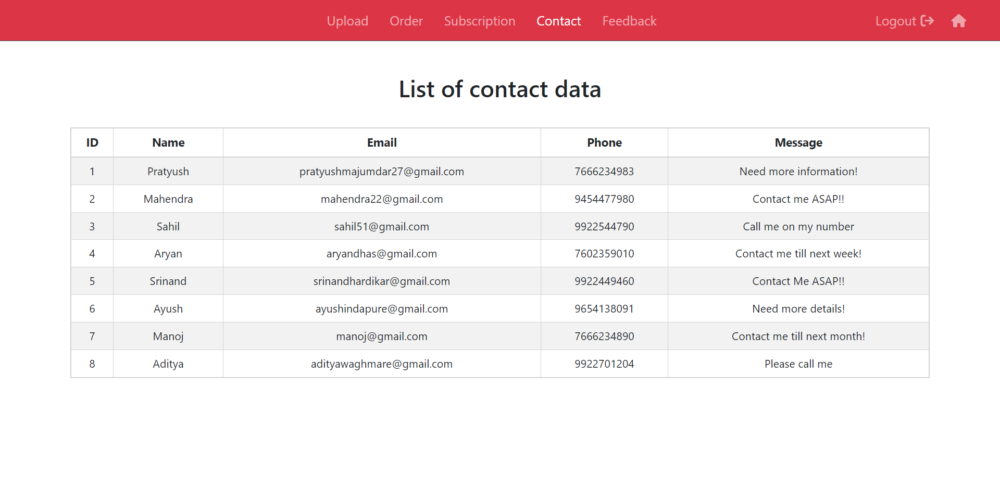 Upload Order Subscription Contact Feedback Logout
List of contact data
ID Name Email Phone Message
1 Pratyush pratyushmajumdar27@gmail.com 7666234983 Need more information!
2 Mahendra mahendra22@gmail.com 9454477980 Contact me ASAP!!
3 Sahil sahil51@gmail.com 9922544790 Call me on my number
4 Aryan aryandhas@gmail.com 7602359010 Contact me till next week!
5 Srinand srinandhardikar@gmail.com 9922449460 Contact Me ASAP!!
6 Ayush ayushindapure@gmail.com 9654138091 Need more details!
7 Manoj manoj@gmail.com 7666234890 Contact me till next month!
8 Aditya adityawaghmare@gmail.com 9922701204 Please call me